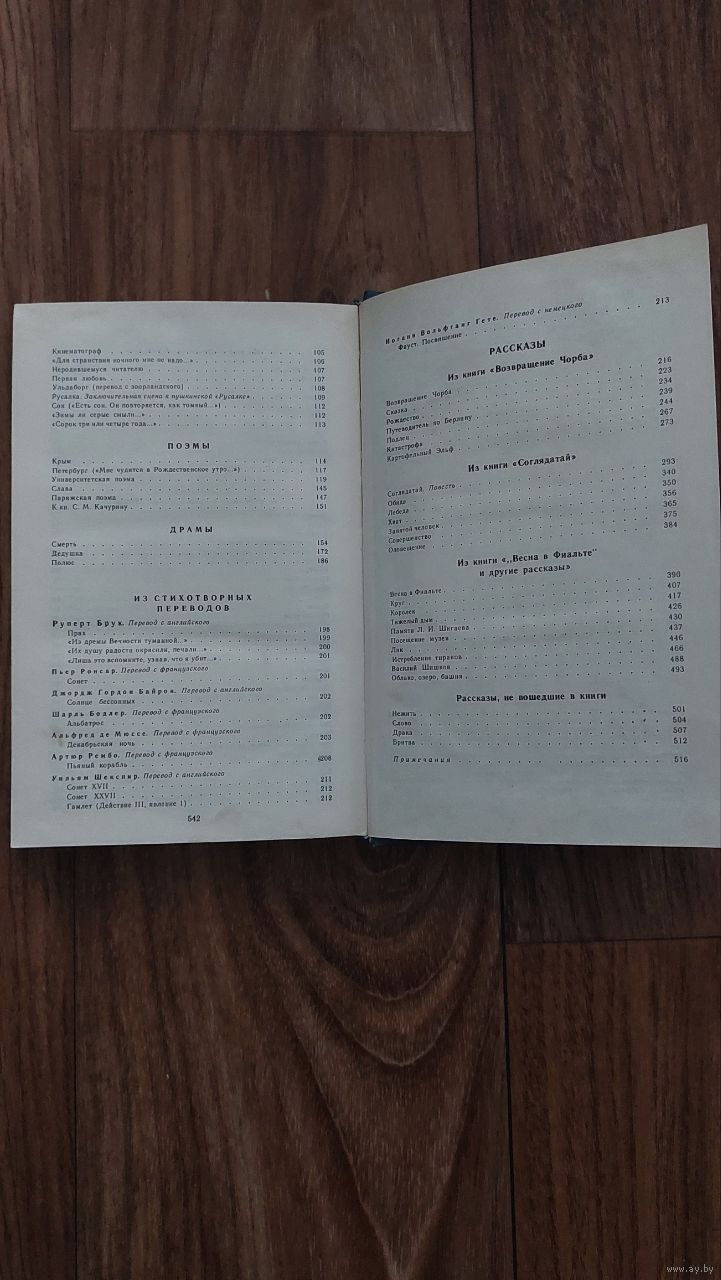 Кинематограф . . . 105
«Для странствия ночного мне не надо...» . . . 106
Неродившемуся читателю . . . 107
Первая любовь . . . 107
Ульдаборг (перевод с зоорландского) . . . 108
Русалка. Заключительная сцена к пушкинской «Русалке» . . . 109
Сон («Есть сон. Он повторяется, как томный...») . . . 112
«Зимы ли серые смыли...» . . . 112
«Сорок три или четыре года...» . . . 113
ПОЭМЫ
Крым . . . 114
Петербург («Мне чудится в Рождественское утро...») . . . 117
Университетская поэма . . . 119
Слава . . . 145
Парижская поэма . . . 147
К кн. С. М. Качурину . . . 151
ДРАМЫ
Смерть . . . 154
Дедушка . . . 172
Полюс . . . 186
ИЗ СТИХОТВОРНЫХ
ПЕРЕВОДОВ
Руперт Брук. Перевод с английского
Прах . . . 198
«Из дремы Вечности туманной...» . . . 199
«Их душу радости окрасили, печали...» . . . 200
«Лишь это вспомните, узнав, что я убит...» . . . 201
Пьер Ронсар. Перевод с французского
Сонет . . . 201
Джордж Гордон Байрон. Перевод с английского
Солнце бессонных . . . 202
Шарль Бодлер. Перевод с французского
Альбатрос . . . 202
Альфред де Мюссе. Перевод с французского
Декабрьская ночь . . . 203
Артюр Рембо. Перевод с французского
Пьяный корабль . . . 208
Уильям Шекспир. Перевод с английского
Сонет XVII . . . 211
Сонет XXVII . . . 212
Гамлет (Действие III, явление I) . . . 212
542
Иоганн Вольфганг Гете. Перевод с немецкого
Фауст. Посвящение . . . 213
РАССКАЗЫ
Из книги «Возвращение Чорба»
Возвращение Чорба . . . 216
Сказка . . . 223
Рождество . . . 234
Путеводитель по Берлину . . . 239
Подлец . . . 244
Катастрофа . . . 267
Картофельный Эльф . . . 273
Из книги «Соглядатай»
Соглядатай. Повесть . . . 293
Обида . . . 340
Лебеда . . . 350
Хват . . . 356
Занятой человек . . . 365
Совершенство . . . 375
Оповещение . . . 384
Из книги «„Весна в Фиальте"
и другие рассказы»
Весна в Фиальте . . . 390
Круг . . . 407
Королек . . . 417
Тяжелый дым . . . 426
Памяти Л. И. Шигаева . . . 430
Посещение музея . . . 437
Лик . . . 446
Истребление тиранов . . . 466
Василий Шишков . . . 488
Облако, озеро, башня . . . 493
Рассказы, не вошедшие в книги
Нежить . . . 501
Слово . . . 504
Драка . . . 507
Бритва . . . 512
Примечания . . . 516
www.ay.by